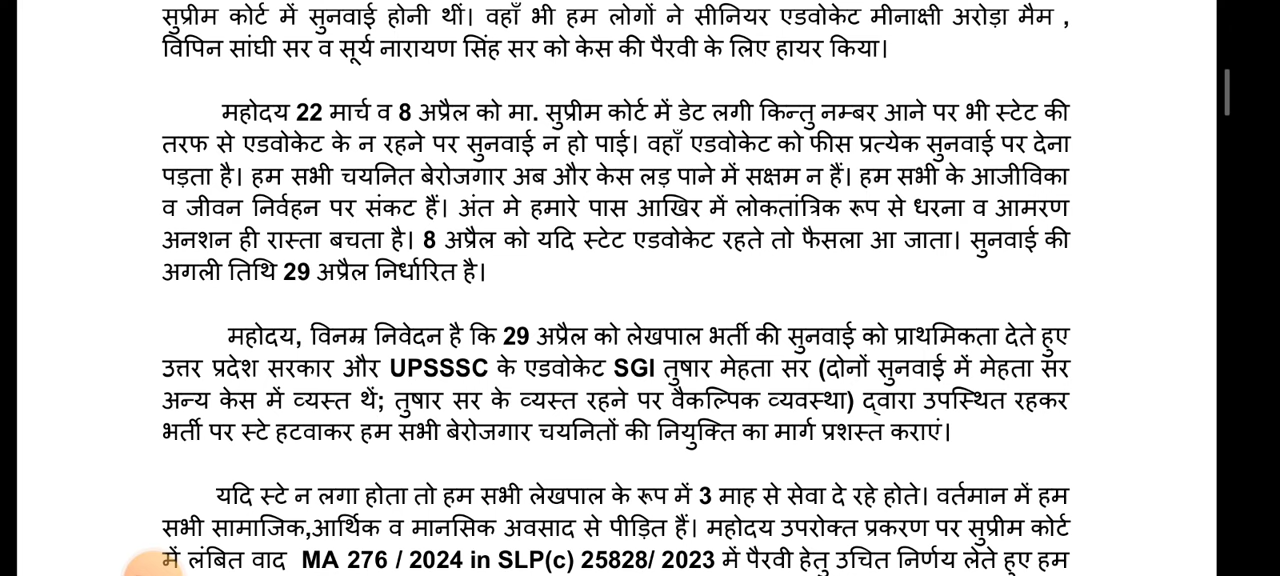 सुप्रीम कोर्ट में सुनवाई होनी थीं। वहाँ भी हम लोगों ने सीनियर एडवोकेट मीनाक्षी अरोड़ा मैम ,
विपिन सांघी सर व सूर्य नारायण सिंह सर को केस की पैरवी के लिए हायर किया।
महोदय 22 मार्च व 8 अप्रैल को मा. सुप्रीम कोर्ट में डेट लगी किन्तु नम्बर आने पर भी स्टेट की
तरफ से एडवोकेट के न रहने पर सुनवाई न हो पाई। वहाँ एडवोकेट को फीस प्रत्येक सुनवाई पर देना
पड़ता है। हम सभी चयनित बेरोजगार अब और केस लड़ पाने में सक्षम न हैं। हम सभी के आजीविका
व जीवन निर्वहन पर संकट हैं। अंत मे हमारे पास आखिर में लोकतांत्रिक रूप से धरना व आमरण
अनशन ही रास्ता बचता है। 8 अप्रैल को यदि स्टेट एडवोकेट रहते तो फैसला आ जाता। सुनवाई की
अगली तिथि 29 अप्रैल निर्धारित है।
महोदय, विनम्र निवेदन है कि 29 अप्रैल को लेखपाल भर्ती की सुनवाई को प्राथमिकता देते हुए
उत्तर प्रदेश सरकार और UPSSSC के एडवोकेट SGI तुषार मेहता सर (दोनों सुनवाई में मेहता सर
अन्य केस में व्यस्त थें; तुषार सर के व्यस्त रहने पर वैकल्पिक व्यवस्था) द्वारा उपस्थित रहकर
भर्ती पर स्टे हटवाकर हम सभी बेरोजगार चयनितों की नियुक्ति का मार्ग प्रशस्त कराएं।
यदि स्टे न लगा होता तो हम सभी लेखपाल के रूप में 3 माह से सेवा दे रहे होते। वर्तमान में हम
सभी सामाजिक,आर्थिक व मानसिक अवसाद से पीड़ित हैं। महोदय उपरोक्त प्रकरण पर सुप्रीम कोर्ट
में लंबित वाद MA 276 / 2024 in SLP(c) 25828/ 2023 में पैरवी हेतु उचित निर्णय लेते हुए हम